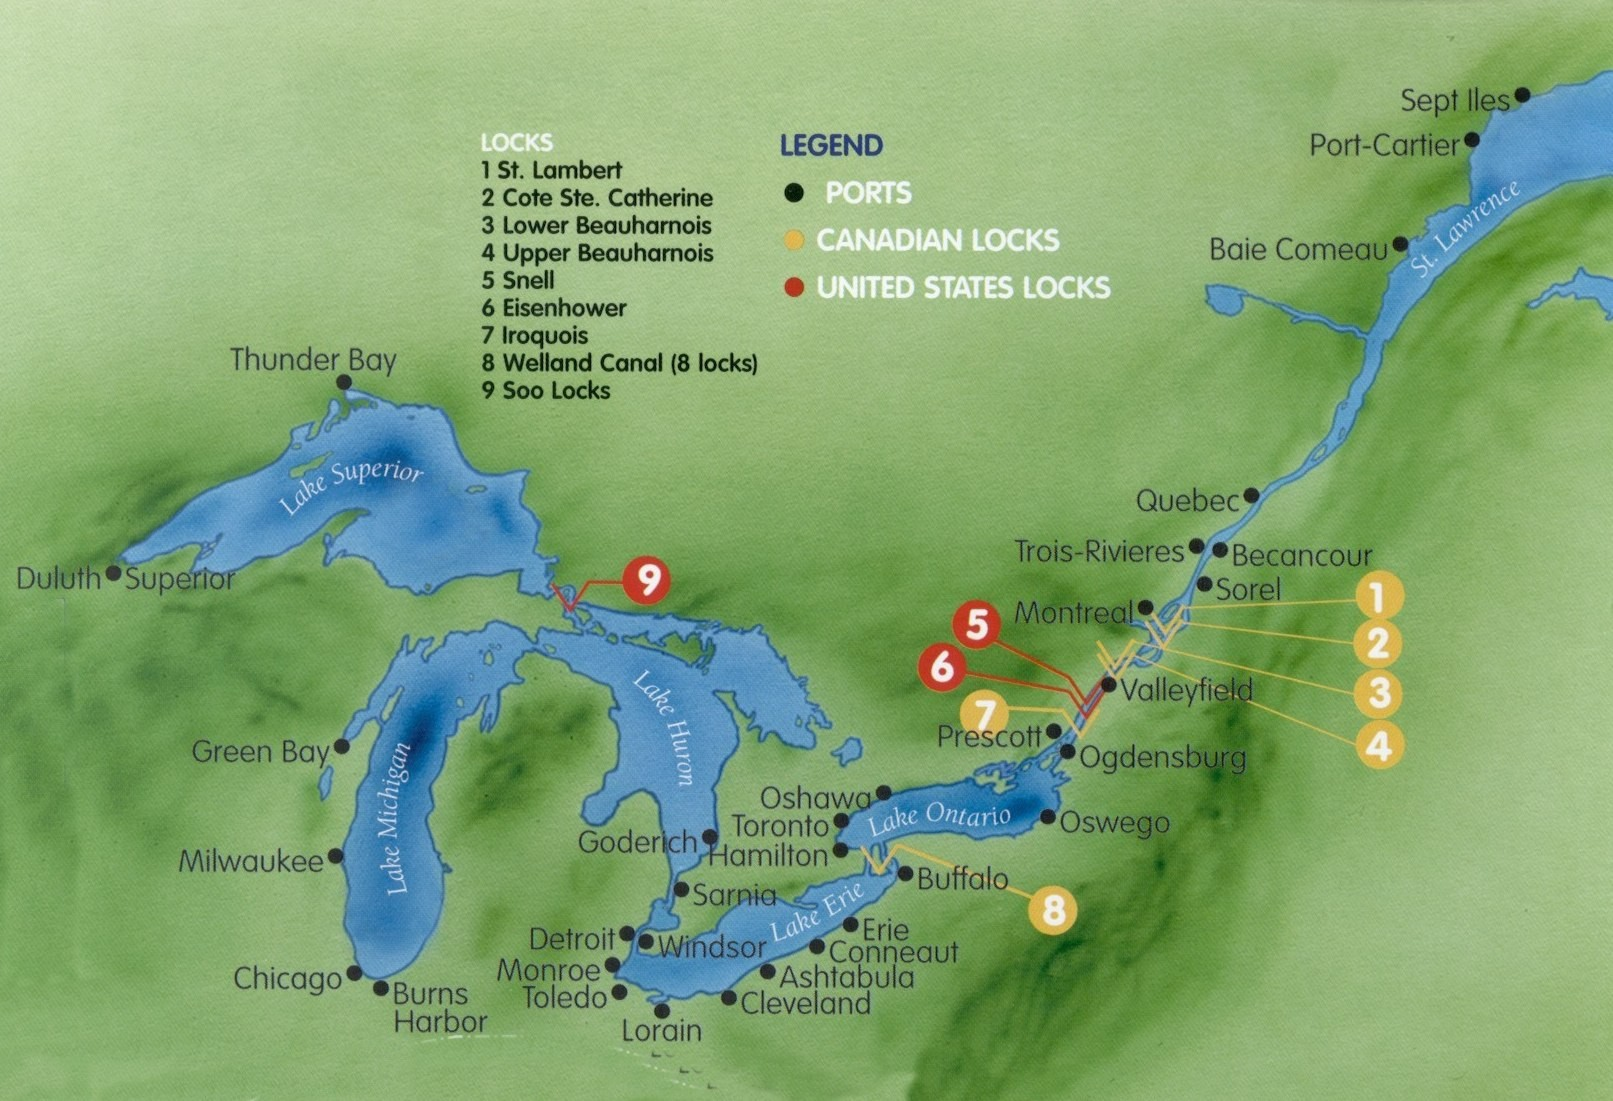 Sept Iles
Port-Cartier
LOCKS
1 St. Lambert
2 Cote Ste. Catherine
3 Lower Beauharnois
4 Upper Beauharnois
5 Snell
6 Eisenhower
7 Iroquois
8 Welland Canal (8 locks)
9 Soo Locks
LEGEND
PORTS
CANADIAN LOCKS
UNITED STATES LOCKS
St. Lawrence
Baie Comeau
Thunder Bay
Lake Superior
Duluth
Superior
9
Quebec
Trois-Rivieres
Becancour
Sorel
Montreal
1
2
3
4
5
6
7
Valleyfield
Prescott
Ogdensburg
Lake Huron
Green Bay
Lake Michigan
Milwaukee
Chicago
Burns
Harbor
Oshawa
Toronto
Hamilton
Lake Ontario
Oswego
Goderich
Sarnia
Buffalo
8
Lake Erie
Detroit
Windsor
Monroe
Toledo
Lorain
Erie
Conneaut
Ashtabula
Cleveland